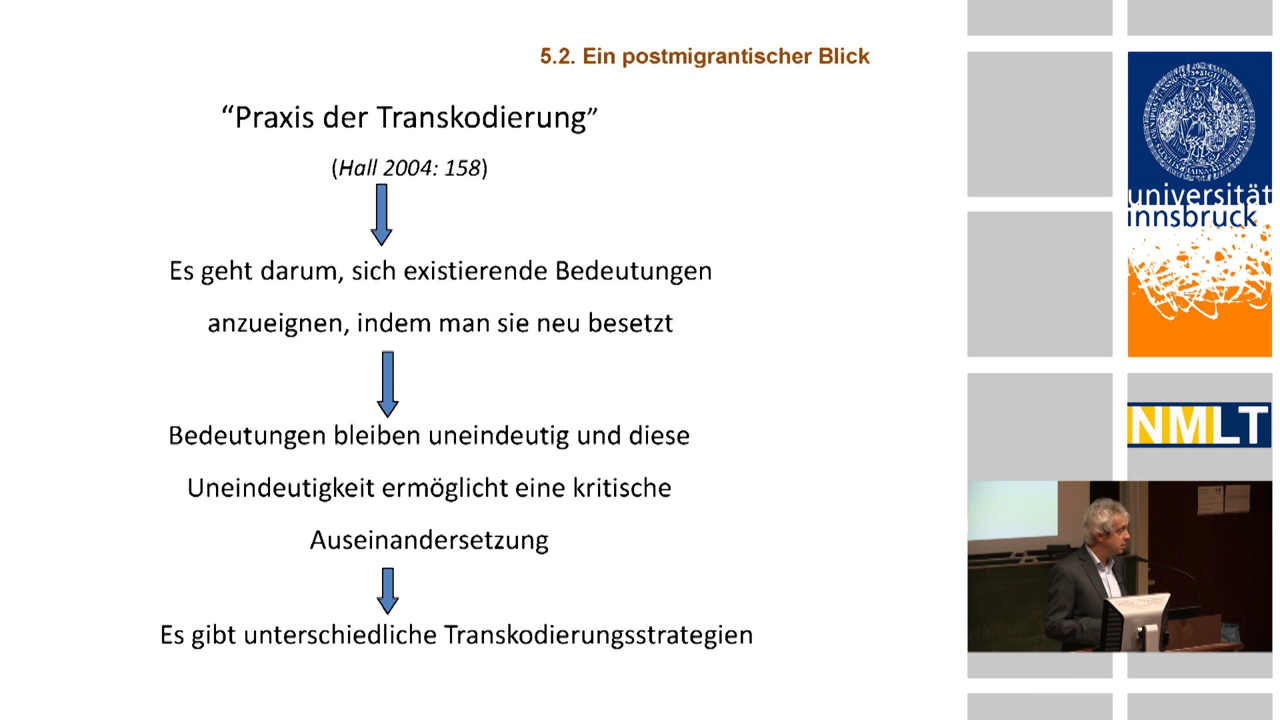 5.2. Ein postmigrantischer Blick
“Praxis der Transkodierung”
(Hall 2004: 158)
Es geht darum, sich existierende Bedeutungen
anzueignen, indem man sie neu besetzt
Bedeutungen bleiben uneindeutig und diese
Uneindeutigkeit ermöglicht eine kritische
Auseinandersetzung
Es gibt unterschiedliche Transkodierungsstrategien
universität
innsbruck
NMLT